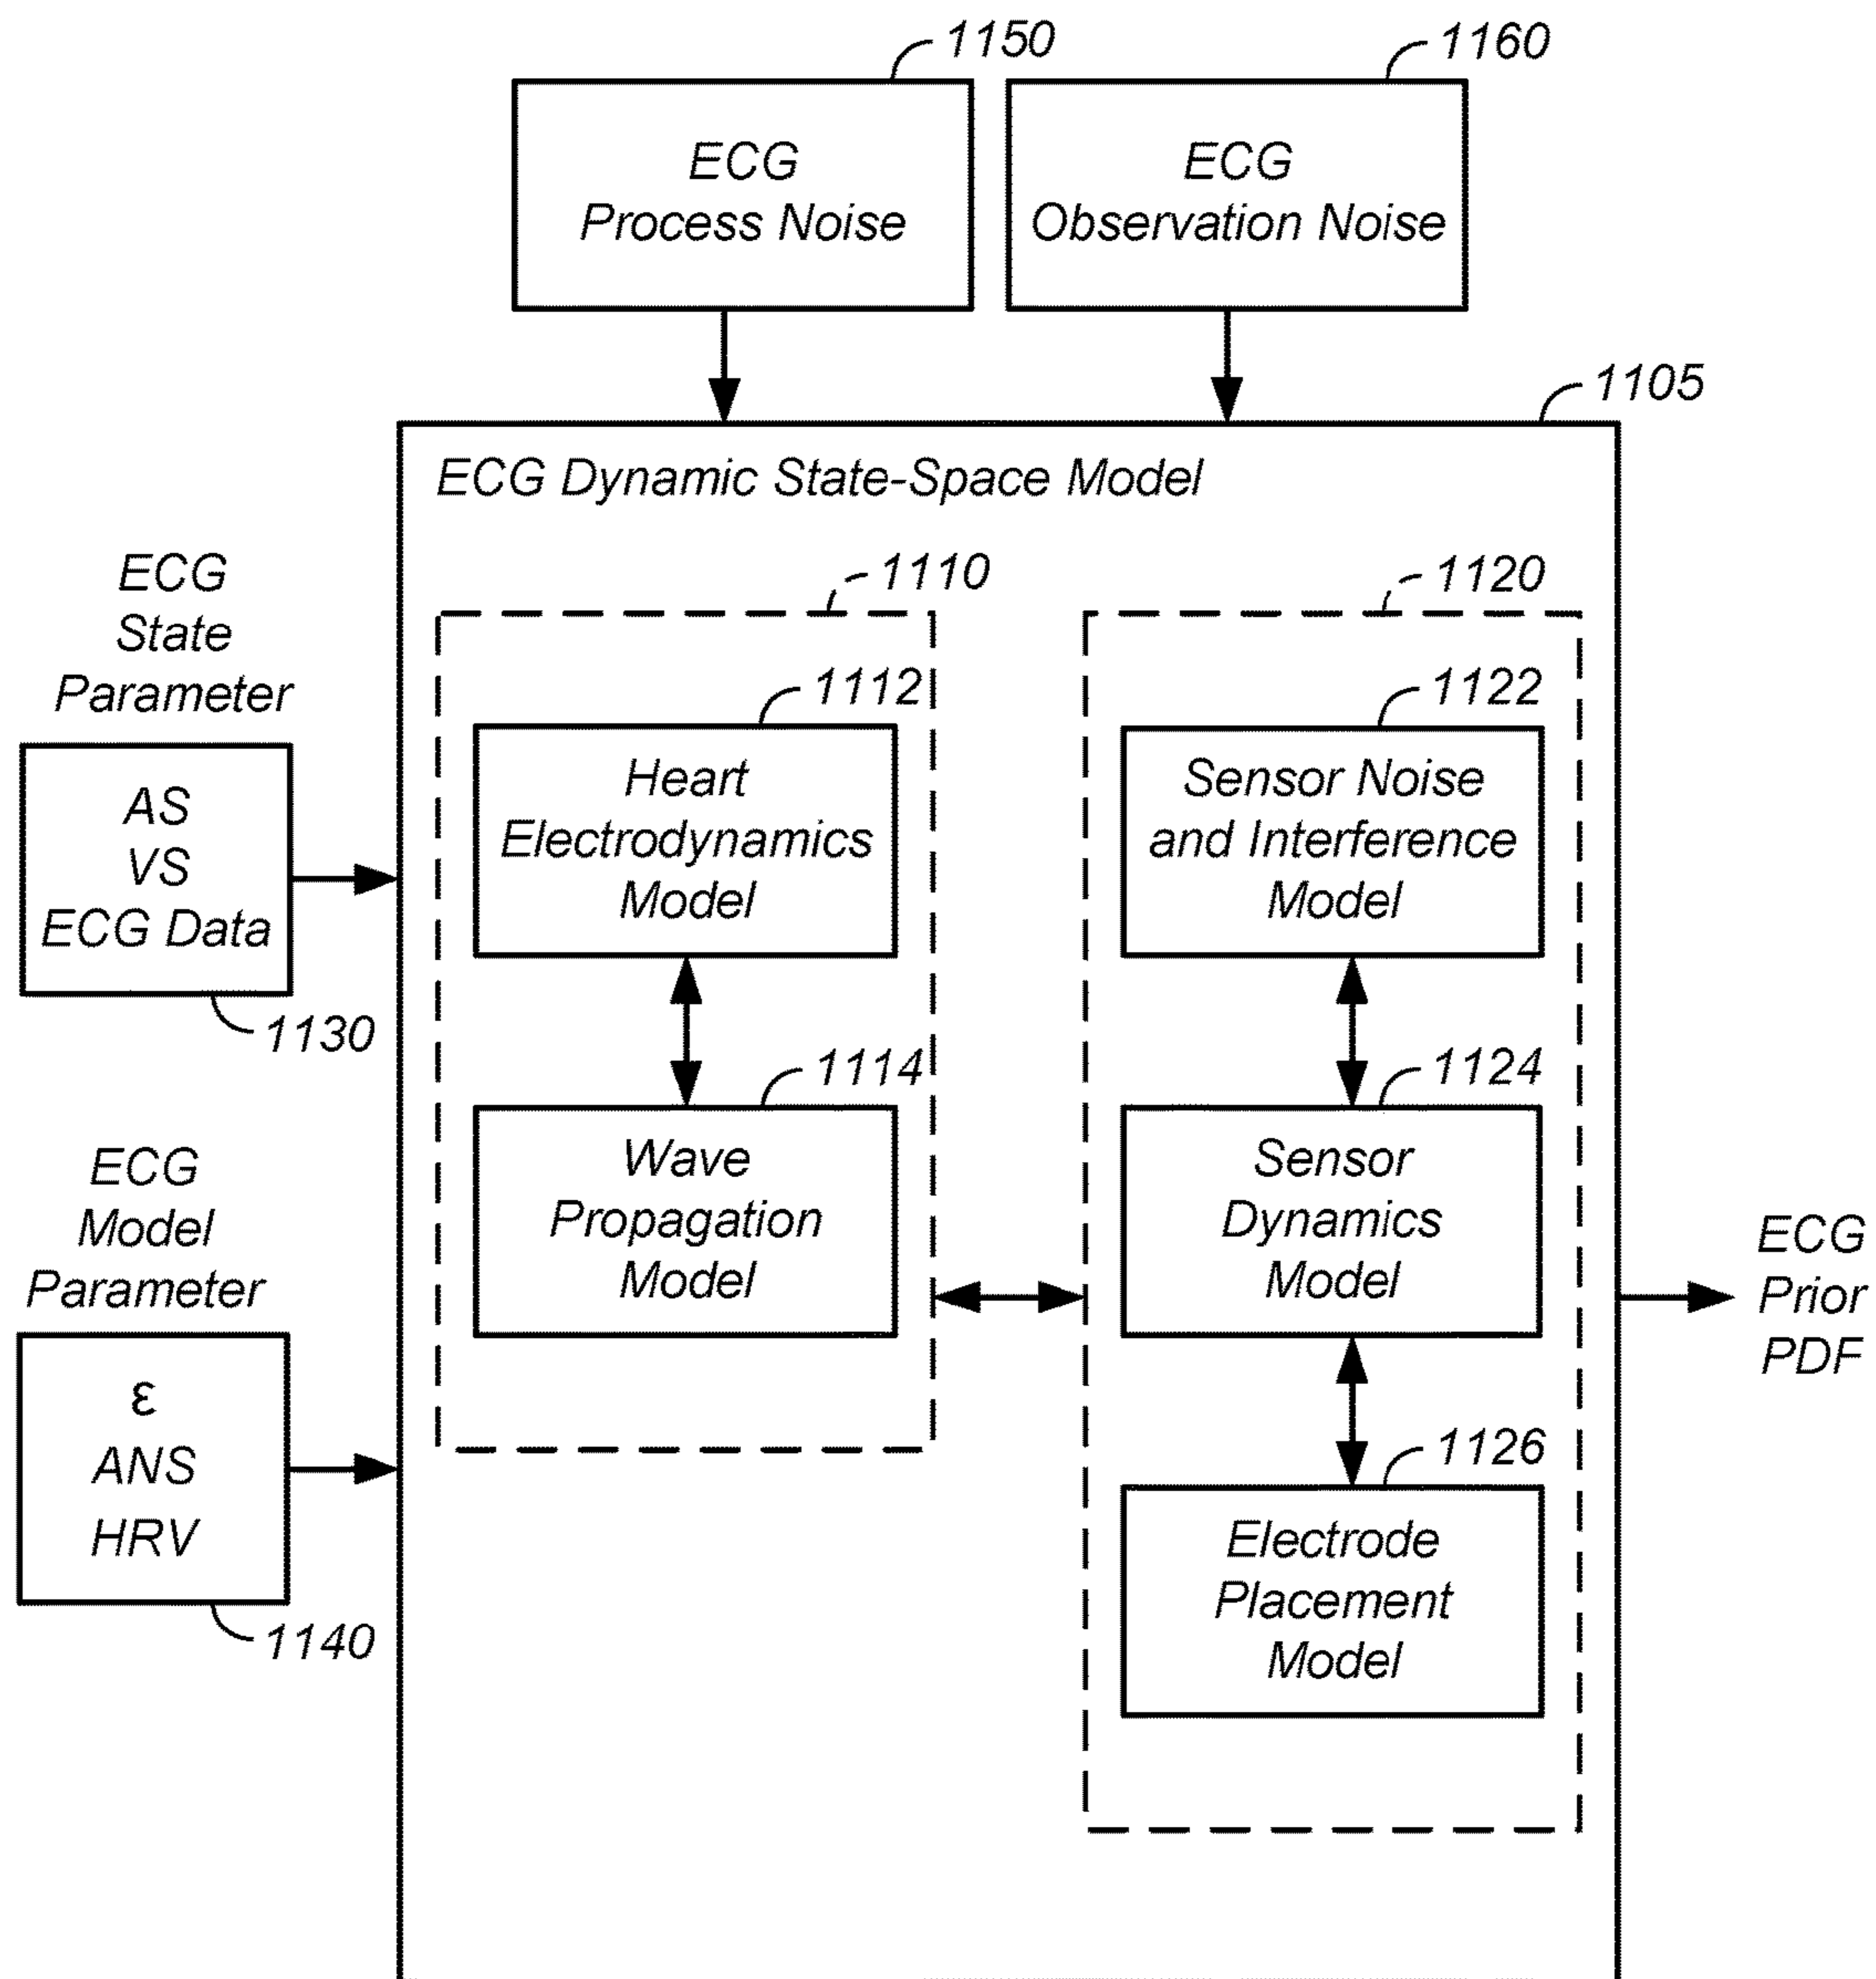 1150
1160
ECG
Process Noise
ECG
Observation Noise
1105
ECG Dynamic State-Space Model
ECG
State
Parameter
AS
VS
ECG Data
1130
ECG
Model
Parameter
ε
ANS
HRV
1140
1110
1112
Heart
Electrodynamics
Model
1114
Wave
Propagation
Model
1120
1122
Sensor Noise
and Interference
Model
1124
Sensor
Dynamics
Model
1126
Electrode
Placement
Model
ECG
Prior
PDF